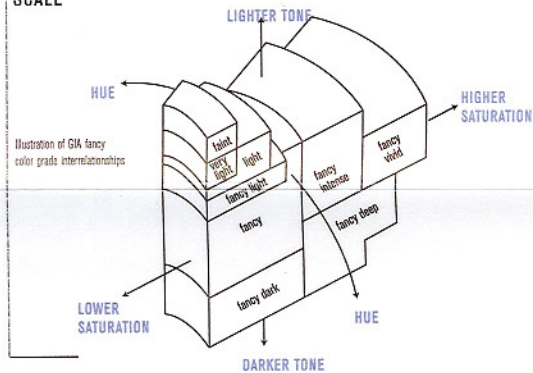 SCALE
LIGHTER TONE
HUE
HIGHER
SATURATION
Illustration of GIA fancy
color grade interrelationships
faint
very
light
light
fancy light
fancy
fancy dark
fancy
intense
fancy
vivid
fancy deep
LOWER
SATURATION
HUE
DARKER TONE